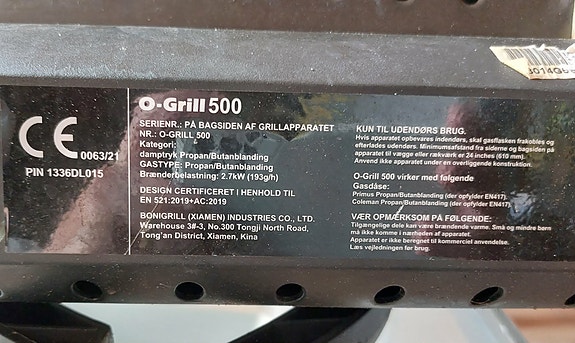 CE 0063/21
PIN 1336DL015
O-Grill 500
SERIENR.: PÅ BAGSIDEN AF GRILLAPPARATET
NR.: O-GRILL 500
Kategori:
damptryk Propan/Butanblanding
GASTYPE: Propan/Butanblanding
Brænderbelastning: 2.7kW (193g/h)
DESIGN CERTIFICERET I HENHOLD TIL
EN 521:2019+AC:2019
BONIGRILL (XIAMEN) INDUSTRIES CO., LTD.
Warehouse 3#-3, No.300 Tongji North Road,
Tong'an District, Xiamen, Kina
KUN TIL UDENDØRS BRUG.
Hvis apparatet opbevares indendørs, skal gasflasken frakobles og
efterlades udendørs. Minimumsafstand fra siderne og bagsiden på
apparatet til vægge eller rækværk er 24 inches (610 mm).
Anvend ikke apparatet under en overjordisk konstruktion.
O-Grill 500 virker med følgende
Gasdåse:
Primus Propan/Butanblanding (der opfylder EN417).
Coleman Propan/Butanblanding (der opfylder EN417).
VÆR OPMÆRKSOM PÅ FØLGENDE:
Tilgængelige dele kan være brændende varme. Små og mindre børn
må ikke komme i nærheden af apparatet.
Apparatet er ikke beregnet til kommerciel anvendelse.
Læs vejledningen før brug.